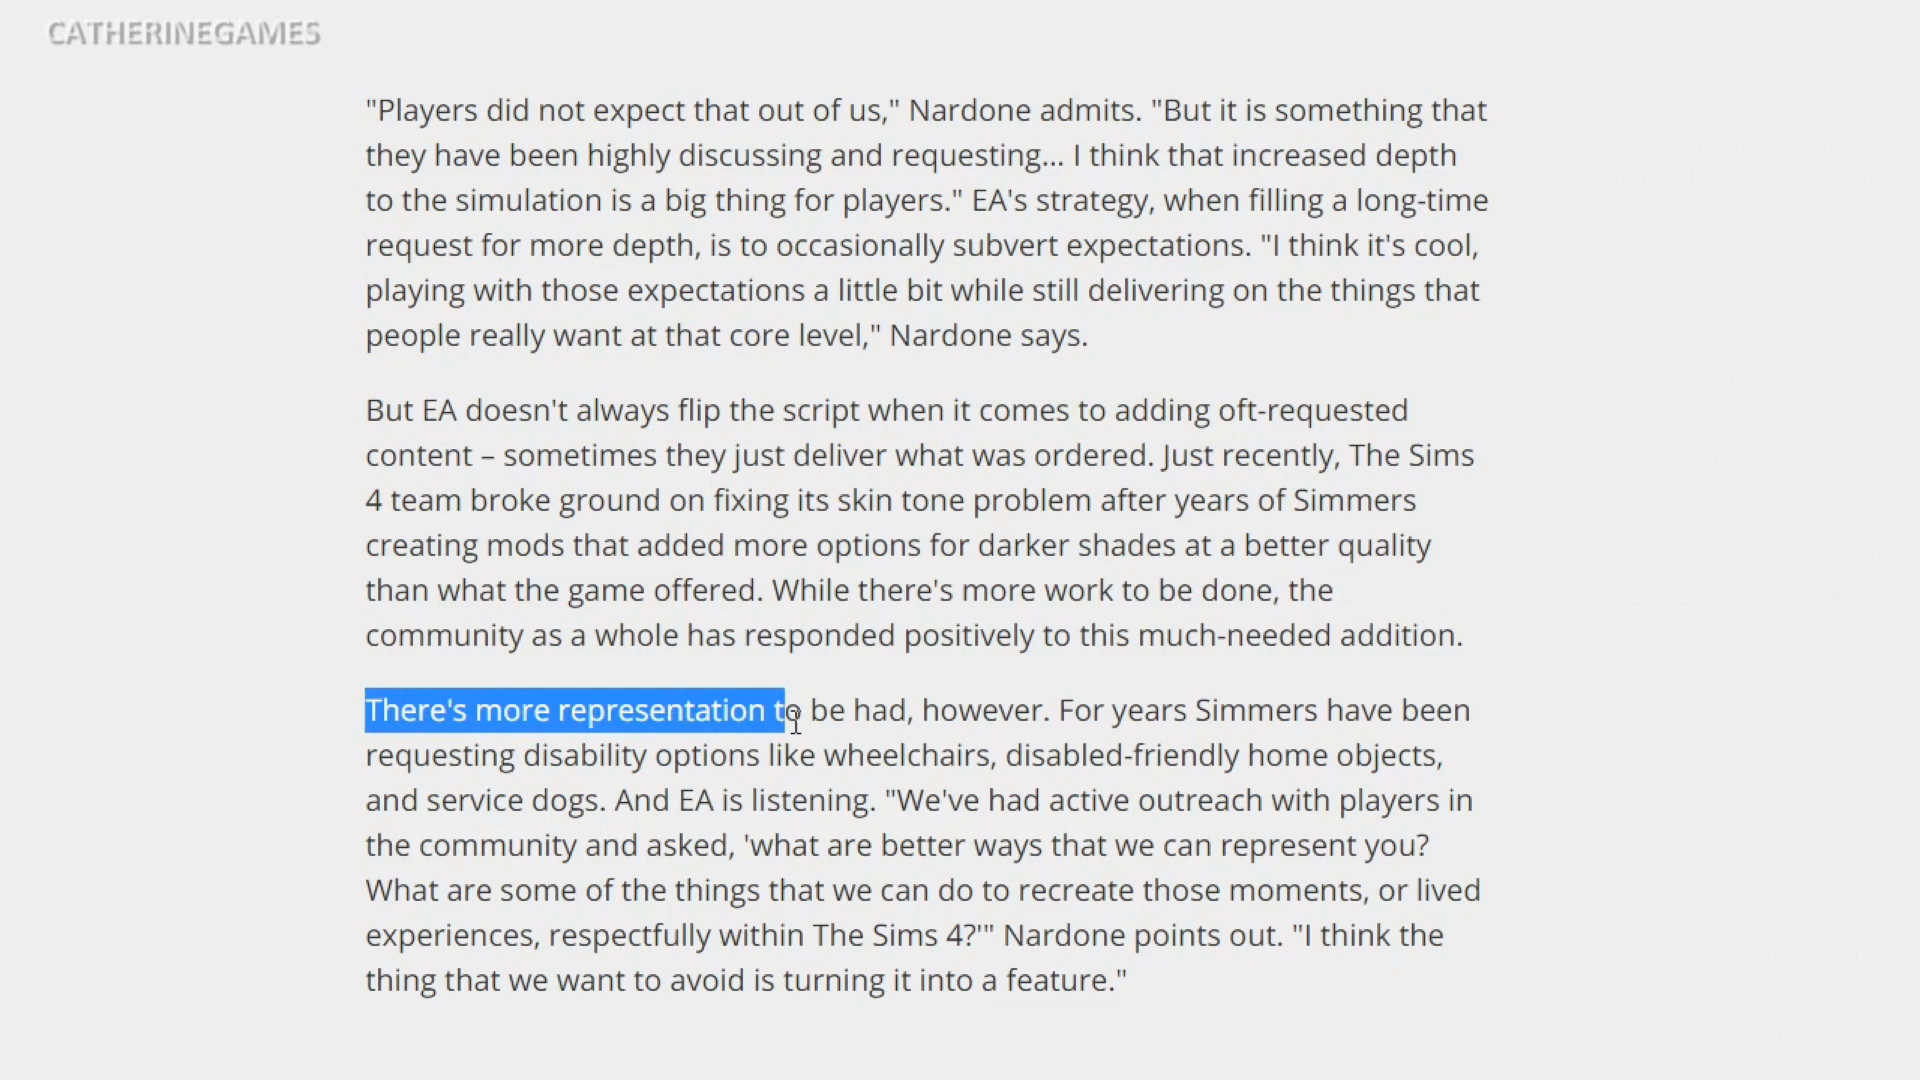 CATHERINEGAMES
"Players did not expect that out of us," Nardone admits. "But it is something that
they have been highly discussing and requesting... I think that increased depth
to the simulation is a big thing for players." EA's strategy, when filling a long-time
request for more depth, is to occasionally subvert expectations. "I think it's cool,
playing with those expectations a little bit while still delivering on the things that
people really want at that core level," Nardone says.
But EA doesn't always flip the script when it comes to adding oft-requested
content – sometimes they just deliver what was ordered. Just recently, The Sims
4 team broke ground on fixing its skin tone problem after years of Simmers
creating mods that added more options for darker shades at a better quality
than what the game offered. While there's more work to be done, the
community as a whole has responded positively to this much-needed addition.
There's more representation to be had, however. For years Simmers have been
requesting disability options like wheelchairs, disabled-friendly home objects,
and service dogs. And EA is listening. "We've had active outreach with players in
the community and asked, 'what are better ways that we can represent you?
What are some of the things that we can do to recreate those moments, or lived
experiences, respectfully within The Sims 4?'" Nardone points out. "I think the
thing that we want to avoid is turning it into a feature."